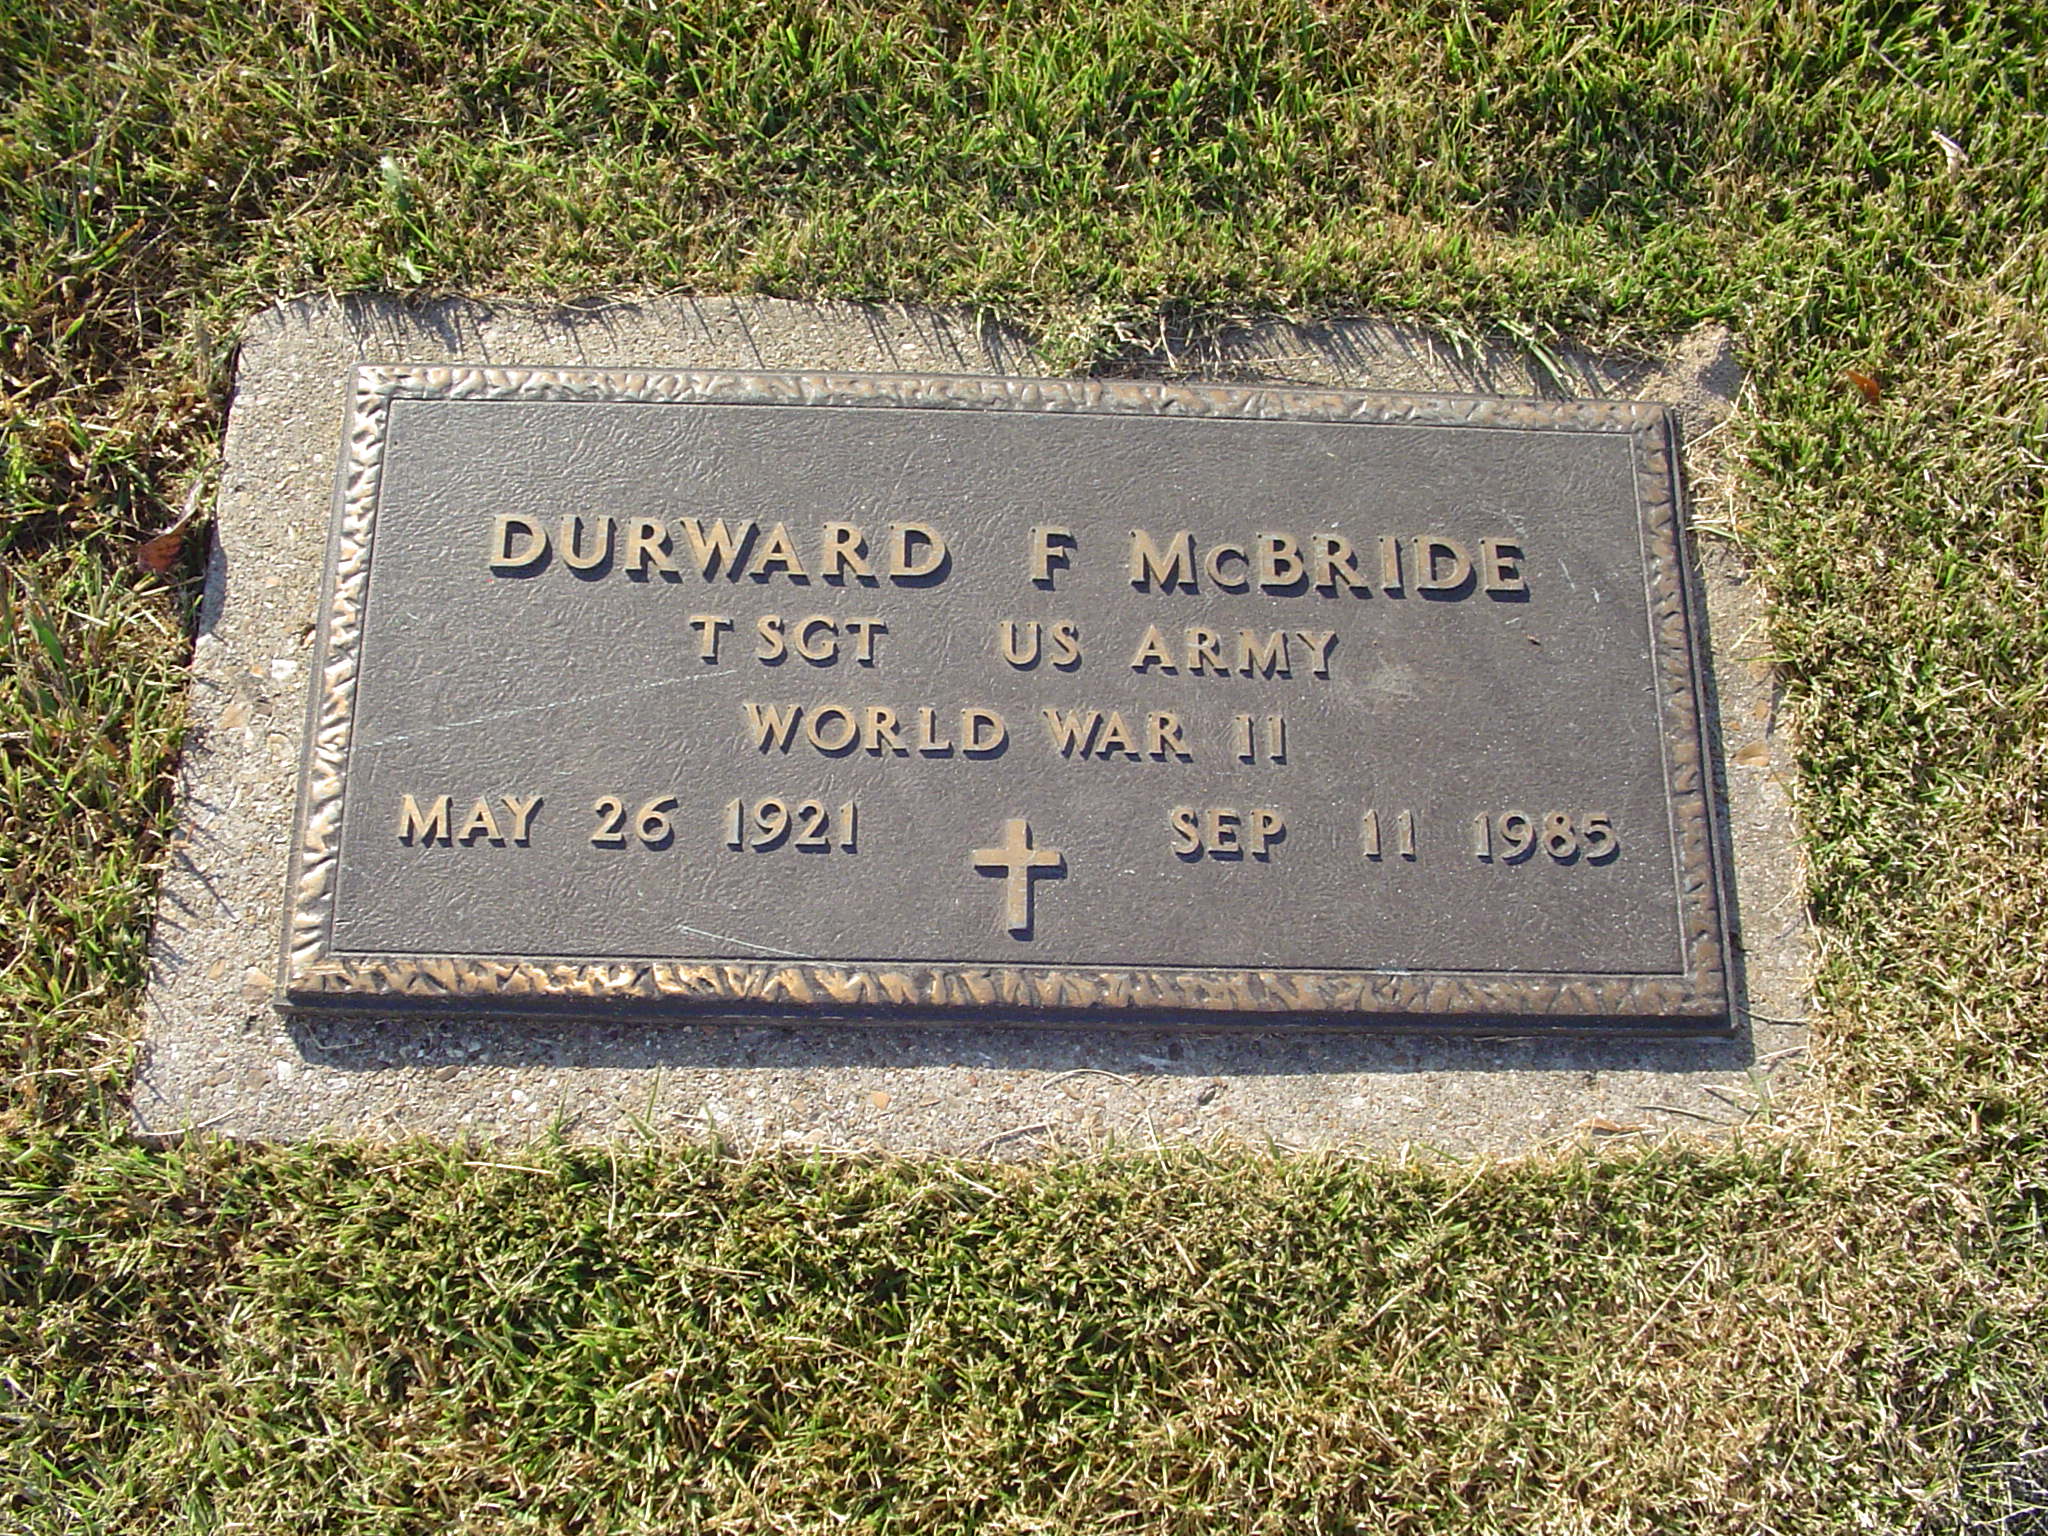 DURWARD F McBRIDE
T SGT US ARMY
WORLD WAR II
MAY 26 1921 SEP 11 1985